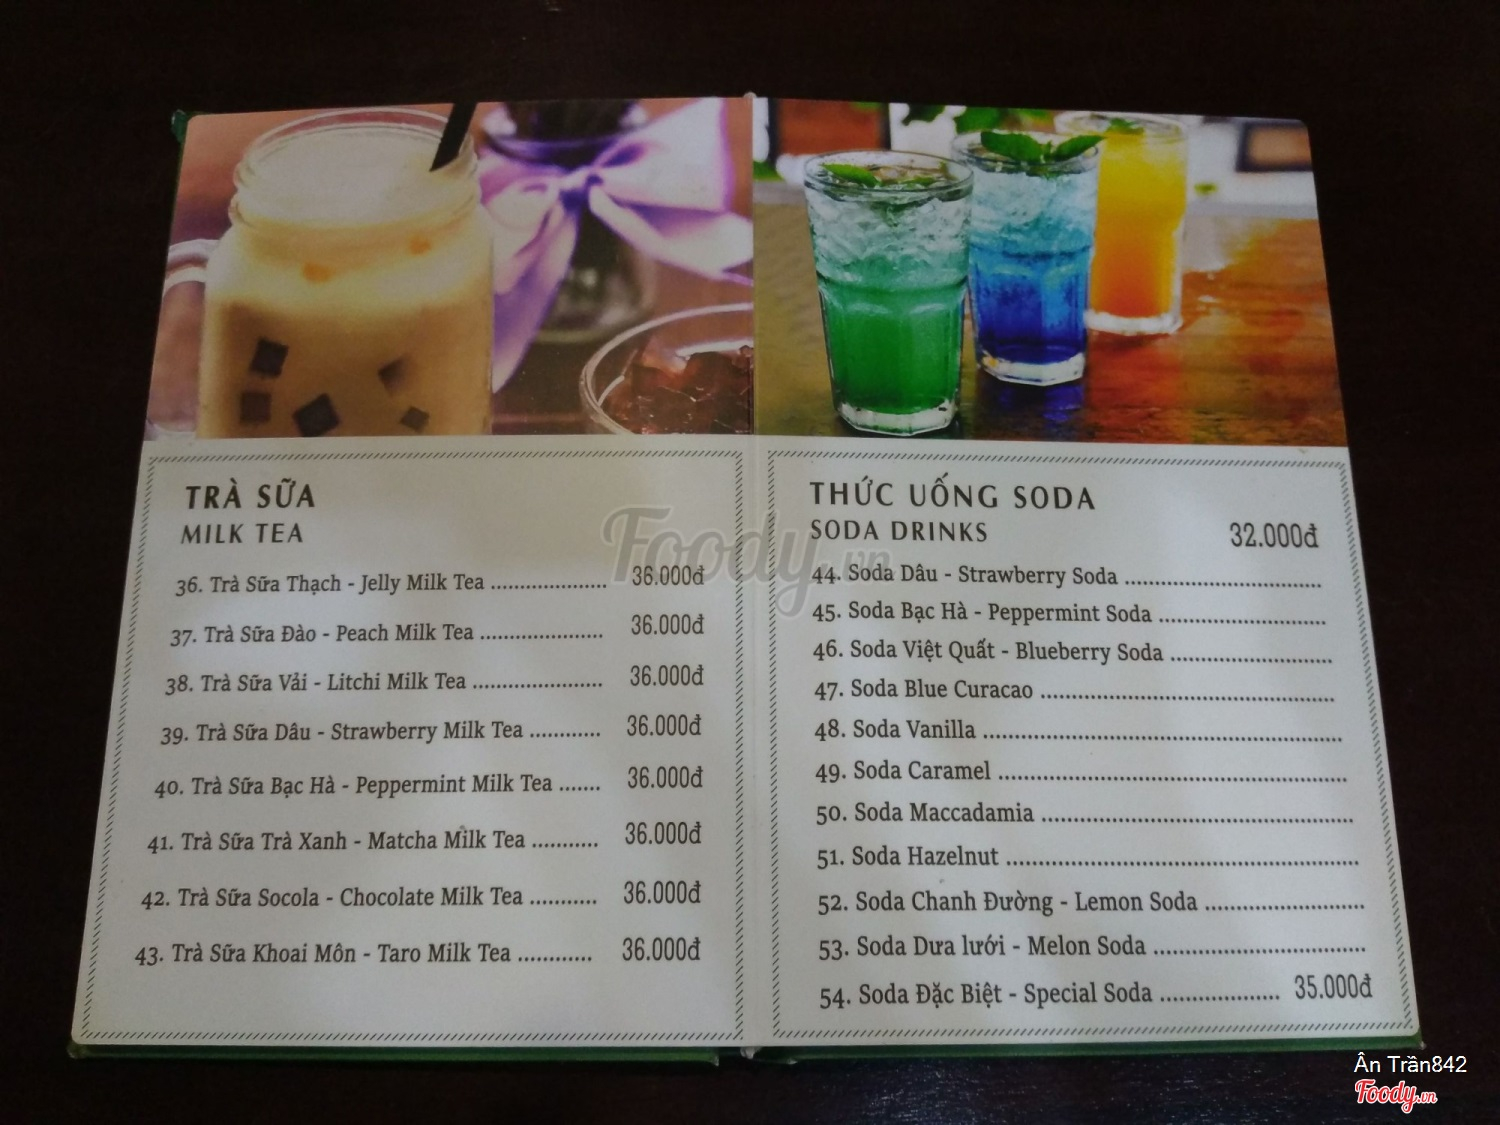 TRÀ SỮA
MILK TEA
36. Trà Sữa Thạch - Jelly Milk Tea ....................... 36.000đ
37. Trà Sữa Đào - Peach Milk Tea ........................ 36.000đ
38. Trà Sữa Vải - Litchi Milk Tea .......................... 36.000đ
39. Trà Sữa Dâu - Strawberry Milk Tea ............. 36.000đ
40. Trà Sữa Bạc Hà - Peppermint Milk Tea ....... 36.000đ
41. Trà Sữa Trà Xanh - Matcha Milk Tea ............ 36.000đ
42. Trà Sữa Socola - Chocolate Milk Tea ............ 36.000đ
43. Trà Sữa Khoai Môn - Taro Milk Tea ............. 36.000đ
THỨC UỐNG SODA
SODA DRINKS 32.000đ
44. Soda Dâu - Strawberry Soda ....................................
45. Soda Bạc Hà - Peppermint Soda ..............................
46. Soda Việt Quất - Blueberry Soda .............................
47. Soda Blue Curacao ....................................................
48. Soda Vanilla ................................................................
49. Soda Caramel .............................................................
50. Soda Maccadamia .....................................................
51. Soda Hazelnut ............................................................
52. Soda Chanh Đường - Lemon Soda ...........................
53. Soda Dưa lưới - Melon Soda ....................................
54. Soda Đặc Biệt - Special Soda .................... 35.000đ
Foody.vn
Ân Trần842
Foody.vn